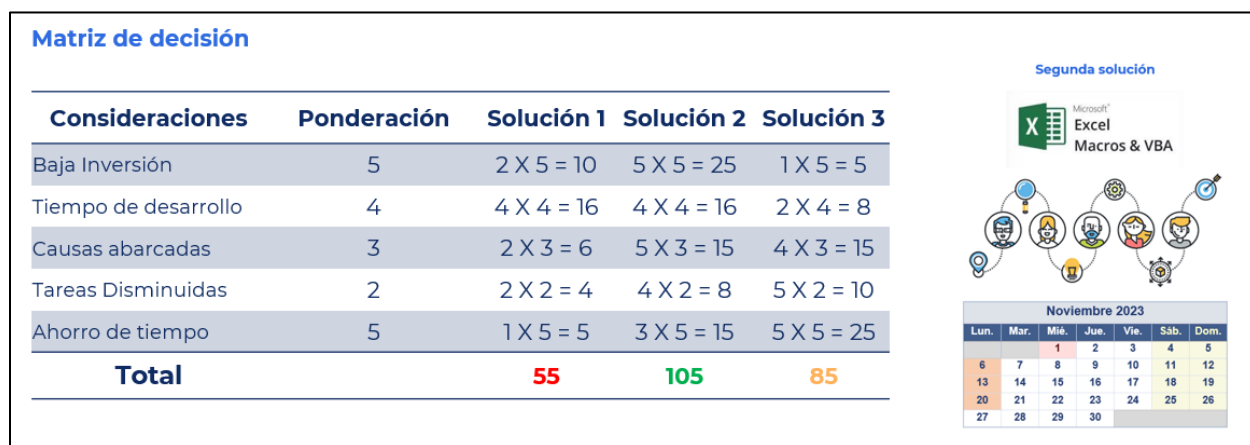 Matriz de decisión
Consideraciones Ponderación Solución 1 Solución 2 Solución 3
Baja Inversión 5 2 X 5 = 10 5 X 5 = 25 1 X 5 = 5
Tiempo de desarrollo 4 4 X 4 = 16 4 X 4 = 16 2 X 4 = 8
Causas abarcadas 3 2 X 3 = 6 5 X 3 = 15 4 X 3 = 15
Tareas Disminuidas 2 2 X 2 = 4 4 X 2 = 8 5 X 2 = 10
Ahorro de tiempo 5 1 X 5 = 5 3 X 5 = 15 5 X 5 = 25
Total 55 105 85
Segunda solución
Microsoft®
X Excel
Macros & VBA
Noviembre 2023
Lun. Mar. Mié. Jue. Vie. Sáb. Dom.
1 2 3 4 5
6 7 8 9 10 11 12
13 14 15 16 17 18 19
20 21 22 23 24 25 26
27 28 29 30